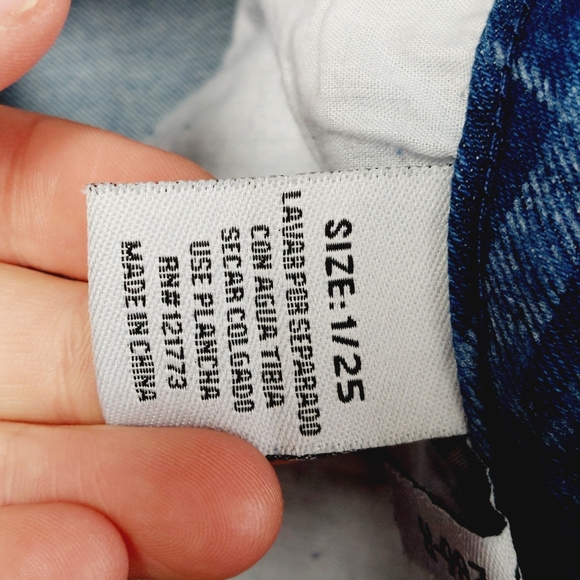 SIZE: 1/25
LAVAR POR SEPARADO
CON AGUA TIBIA
SECAR COLGADO
USE PLANCHA
RN#121773
MADE IN CHINA